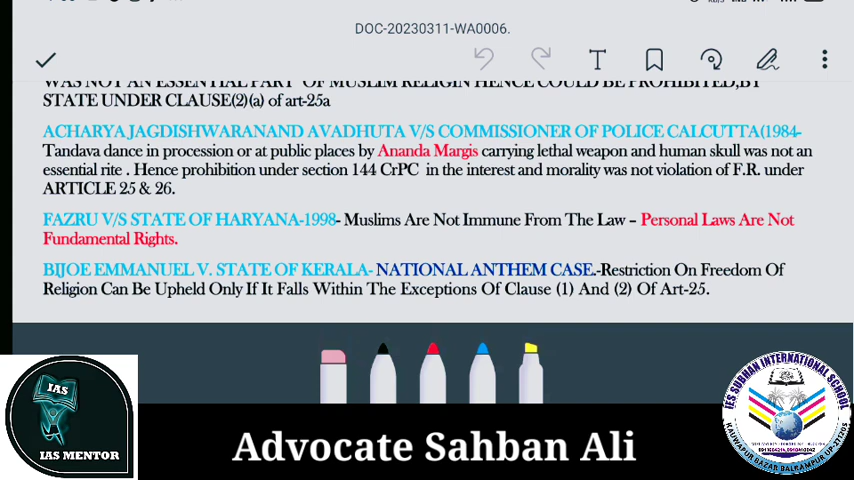 DOC-20230311-WA0006.
WAS NOT AN ESSENTIAL PART OF MUSLIM RELIGIN HENCE COULD BE PROHIBITED,BY
STATE UNDER CLAUSE(2)(a) of art-25a
ACHARYA JAGDISHWARANAND AVADHUTA V/S COMMISSIONER OF POLICE CALCUTTA(1984-
Tandava dance in procession or at public places by Ananda Margis carrying lethal weapon and human skull was not an
essential rite . Hence prohibition under section 144 CrPC in the interest and morality was not violation of F.R. under
ARTICLE 25 & 26.
FAZRU V/S STATE OF HARYANA-1998- Muslims Are Not Immune From The Law – Personal Laws Are Not
Fundamental Rights.
BIJOE EMMANUEL V. STATE OF KERALA- NATIONAL ANTHEM CASE.-Restriction On Freedom Of
Religion Can Be Upheld Only If It Falls Within The Exceptions Of Clause (1) And (2) Of Art-25.
IAS
IAS MENTOR
Advocate Sahban Ali
IES SUDHAN INTERNATIONAL SCHOOL
KAUWAPUR BAZAR BALRAMPUR UP-271205